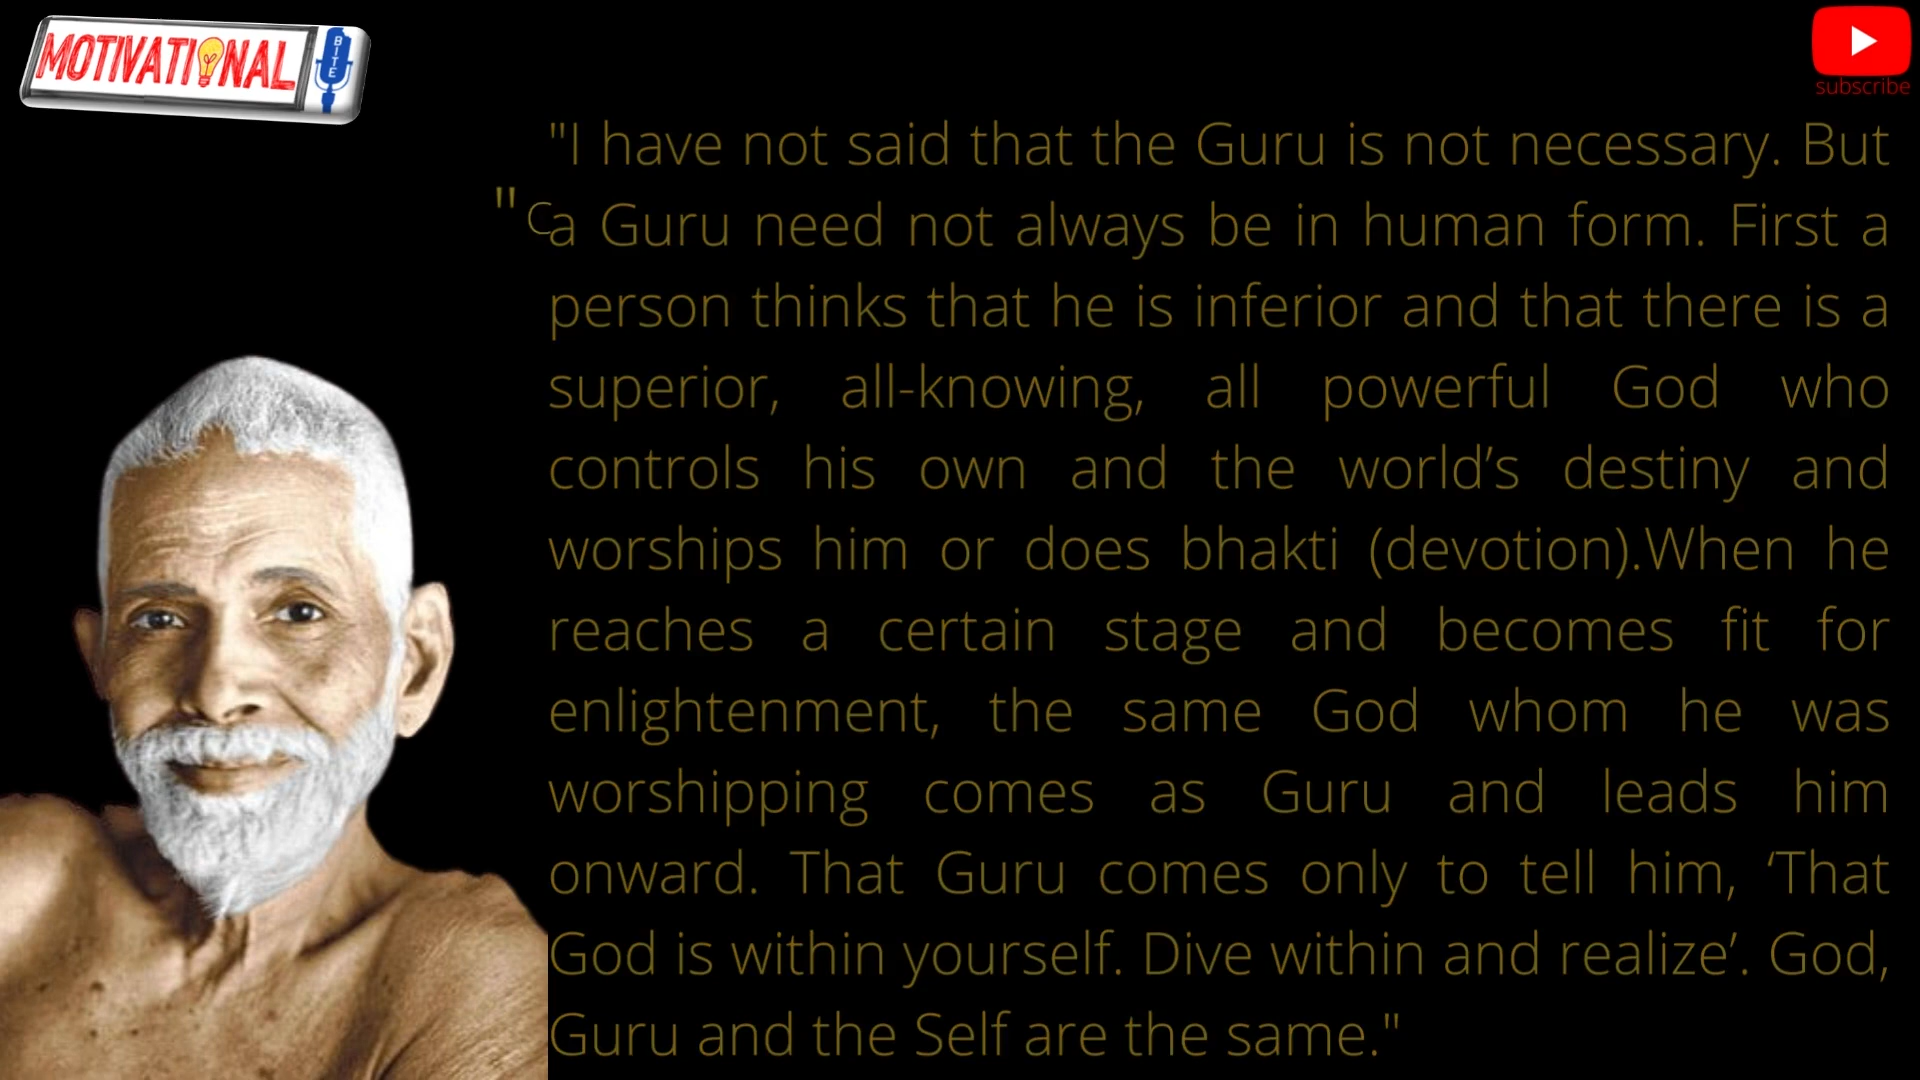 MOTIVATIONAL
BITE
subscribe
"I have not said that the Guru is not necessary. But
" C
a Guru need not always be in human form. First a
person thinks that he is inferior and that there is a
superior, all-knowing, all powerful God who
controls his own and the world’s destiny and
worships him or does bhakti (devotion).When he
reaches a certain stage and becomes fit for
enlightenment, the same God whom he was
worshipping comes as Guru and leads him
onward. That Guru comes only to tell him, ‘That
God is within yourself. Dive within and realize’. God,
Guru and the Self are the same."